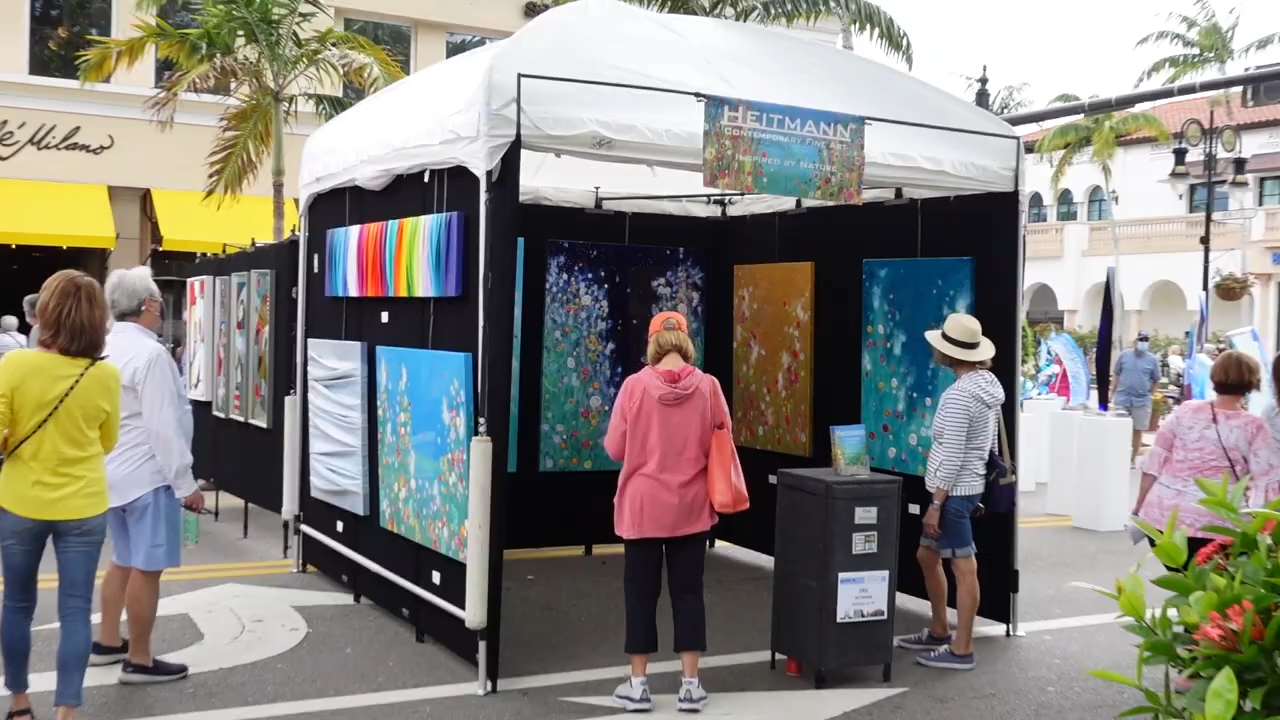 é Milano
HEITMANN
CONTEMPORARY FINE ART
INSPIRED BY NATURE